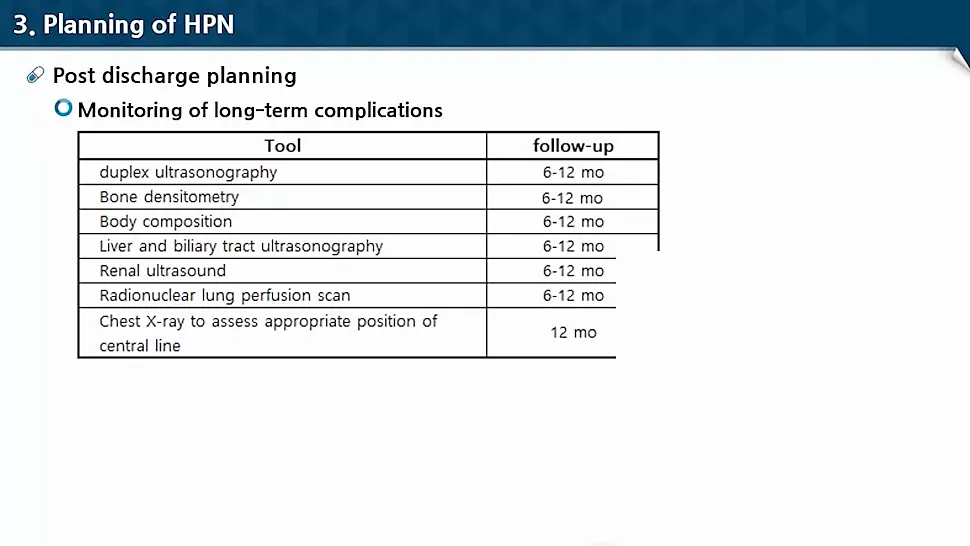 3. Planning of HPN
Post discharge planning
Monitoring of long-term complications
Tool follow-up
duplex ultrasonography 6-12 mo
Bone densitometry 6-12 mo
Body composition 6-12 mo
Liver and biliary tract ultrasonography 6-12 mo
Renal ultrasound 6-12 mo
Radionuclear lung perfusion scan 6-12 mo
Chest X-ray to assess appropriate position of
central line 12 mo